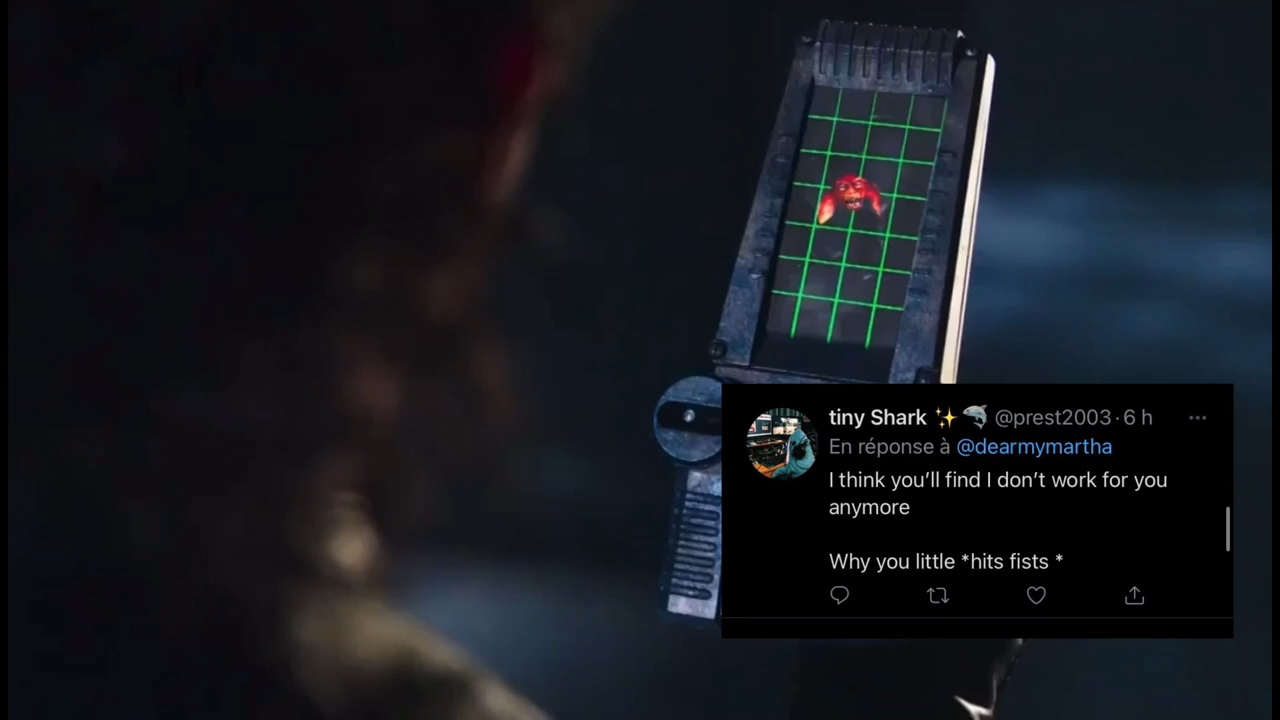 tiny Shark ✨🐬 @prest2003 · 6 h
En réponse à @dearmymartha
I think you’ll find I don’t work for you
anymore
Why you little *hits fists *